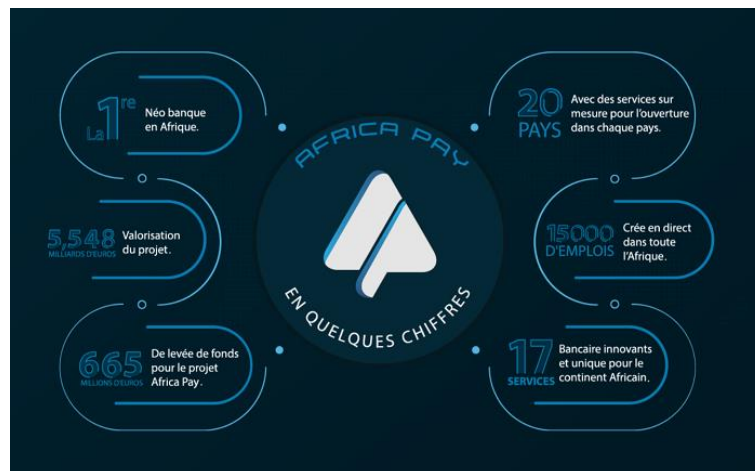 La 1re
Néo banque
en Afrique.
5,548
MILLIARDS D'EUROS
Valorisation
du projet.
665
MILLIONS D'EUROS
De levée de fonds
pour le projet
Africa Pay.
AFRICA PAY
EN QUELQUES CHIFFRES
20
PAYS
Avec des services sur
mesure pour l'ouverture
dans chaque pays.
15000
D'EMPLOIS
Crée en direct
dans toute
l'Afrique.
17
SERVICES
Bancaire innovants
et unique pour le
continent Africain.